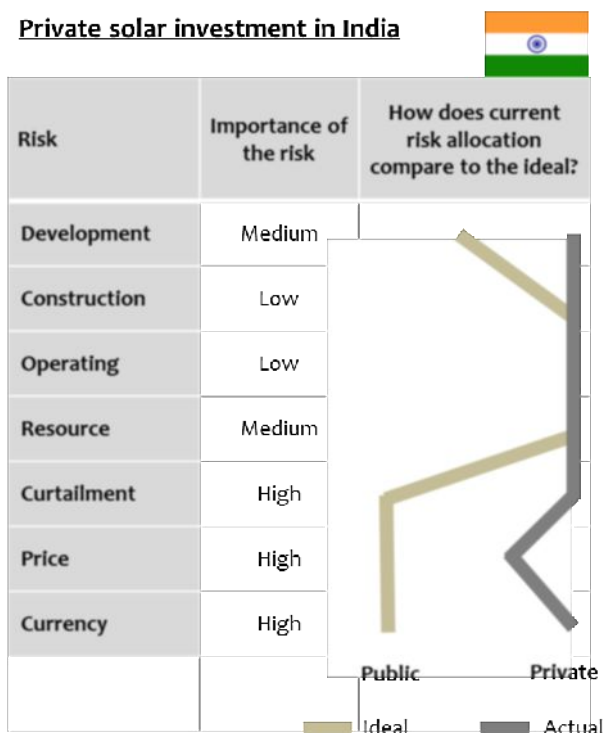 Private solar investment in India
Risk
Importance of
the risk
How does current
risk allocation
compare to the ideal?
Development Medium
Construction Low
Operating Low
Resource Medium
Curtailment High
Price High
Currency High
Public Private
Ideal Actual